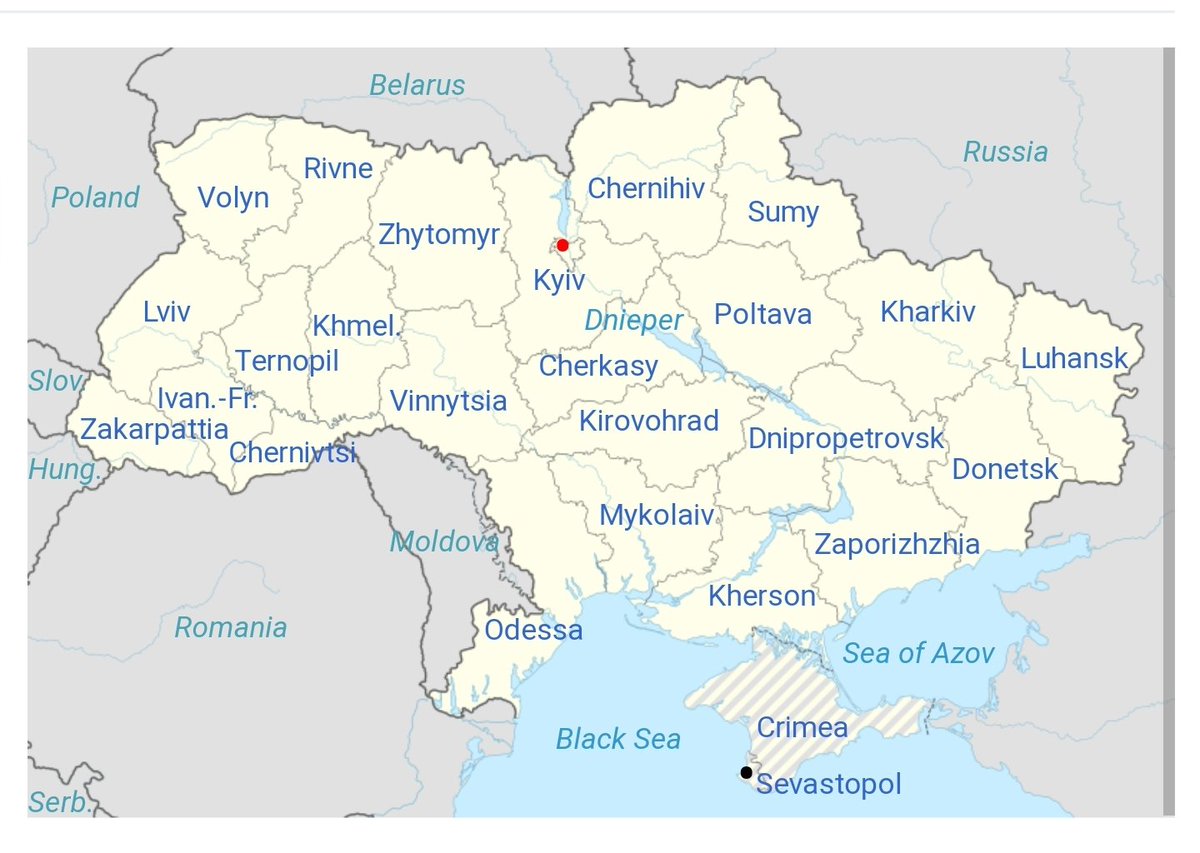 Belarus
Russia
Rivne
Poland
Volyn
Chernihiv
Sumy
Zhytomyr
Kyiv
Lviv
Khmel.
Dnieper
Poltava
Kharkiv
Ternopil
Cherkasy
Luhansk
Slov.
Ivan.-Fr.
Vinnytsia
Zakarpattia
Kirovohrad
Chernivtsi
Dnipropetrovsk
Hung.
Donetsk
Mykolaiv
Moldova
Zaporizhzhia
Kherson
Romania
Odessa
Sea of Azov
Crimea
Black Sea
Sevastopol
Serb.